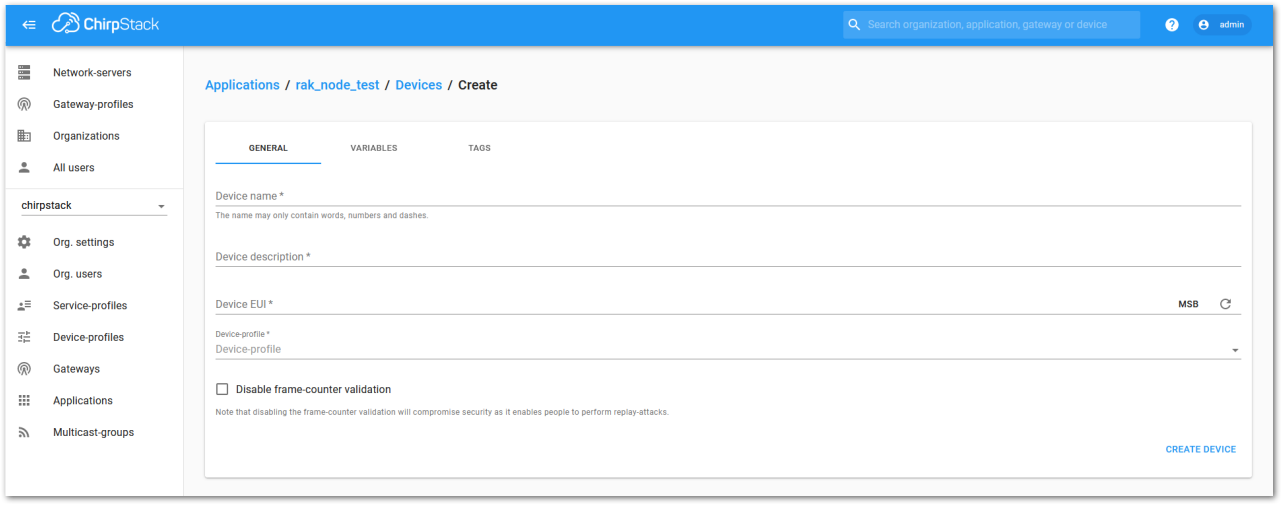 ChirpStack
Search organization, application, gateway or device
? admin
Network-servers
Gateway-profiles
Organizations
All users
chirpstack
Org. settings
Org. users
Service-profiles
Device-profiles
Gateways
Applications
Multicast-groups
Applications / rak_node_test / Devices / Create
GENERAL VARIABLES TAGS
Device name *
The name may only contain words, numbers and dashes.
Device description *
Device EUI * MSB
Device-profile *
Device-profile
Disable frame-counter validation
Note that disabling the frame-counter validation will compromise security as it enables people to perform replay-attacks.
CREATE DEVICE